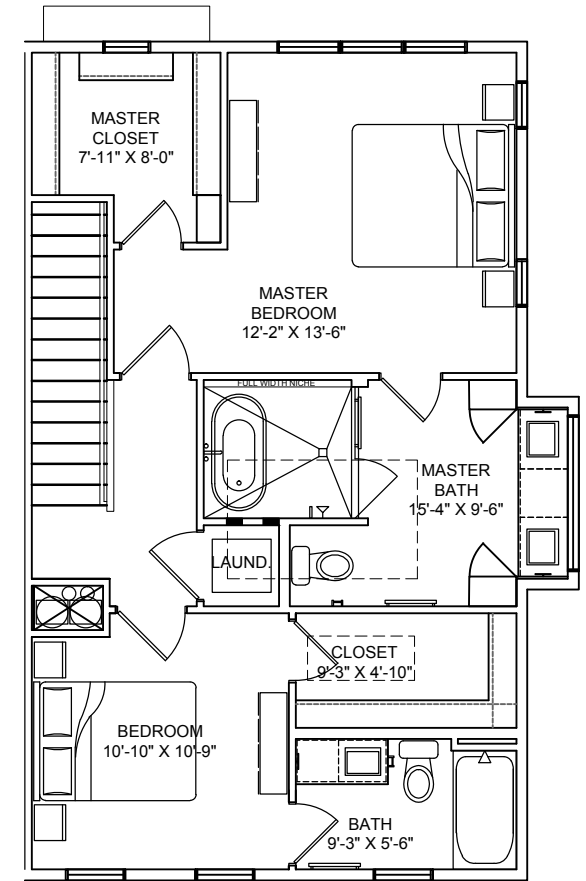 MASTER
CLOSET
7'-11" X 8'-0"
MASTER
BEDROOM
12'-2" X 13'-6"
FULL WIDTH NICHE
MASTER
BATH
15'-4" X 9'-6"
LAUND.
CLOSET
9'-3" X 4'-10"
BEDROOM
10'-10" X 10'-9"
BATH
9'-3" X 5'-6"